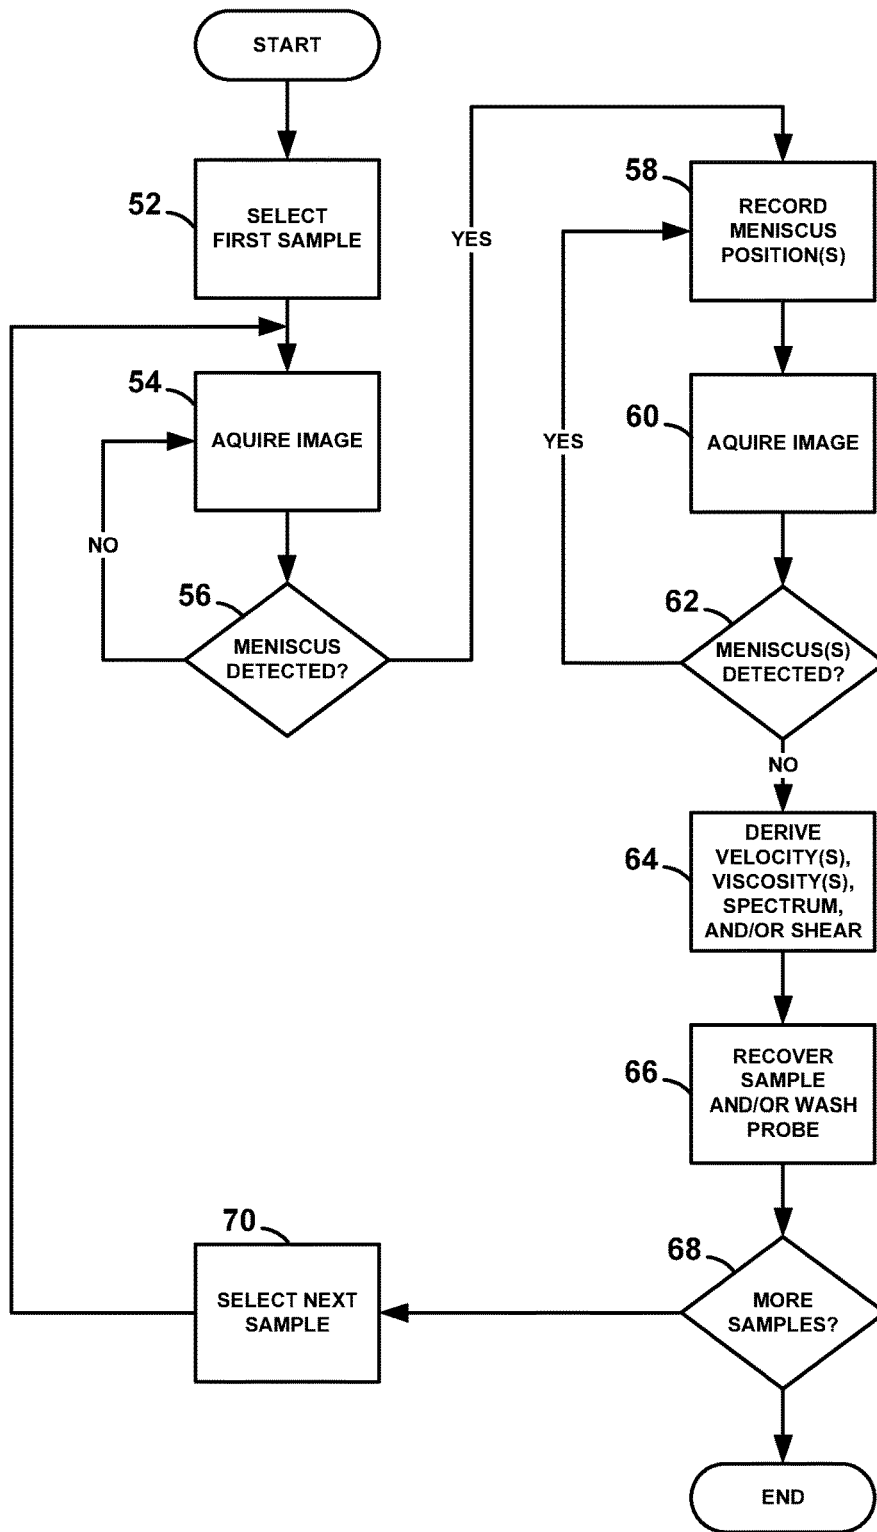 START
52
SELECT
FIRST SAMPLE
54
AQUIRE IMAGE
NO
56
MENISCUS
DETECTED?
YES
58
RECORD
MENISCUS
POSITION(S)
60
AQUIRE IMAGE
YES
62
MENISCUS(S)
DETECTED?
NO
64
DERIVE
VELOCITY(S),
VISCOSITY(S),
SPECTRUM,
AND/OR SHEAR
66
RECOVER
SAMPLE
AND/OR WASH
PROBE
68
MORE
SAMPLES?
70
SELECT NEXT
SAMPLE
END